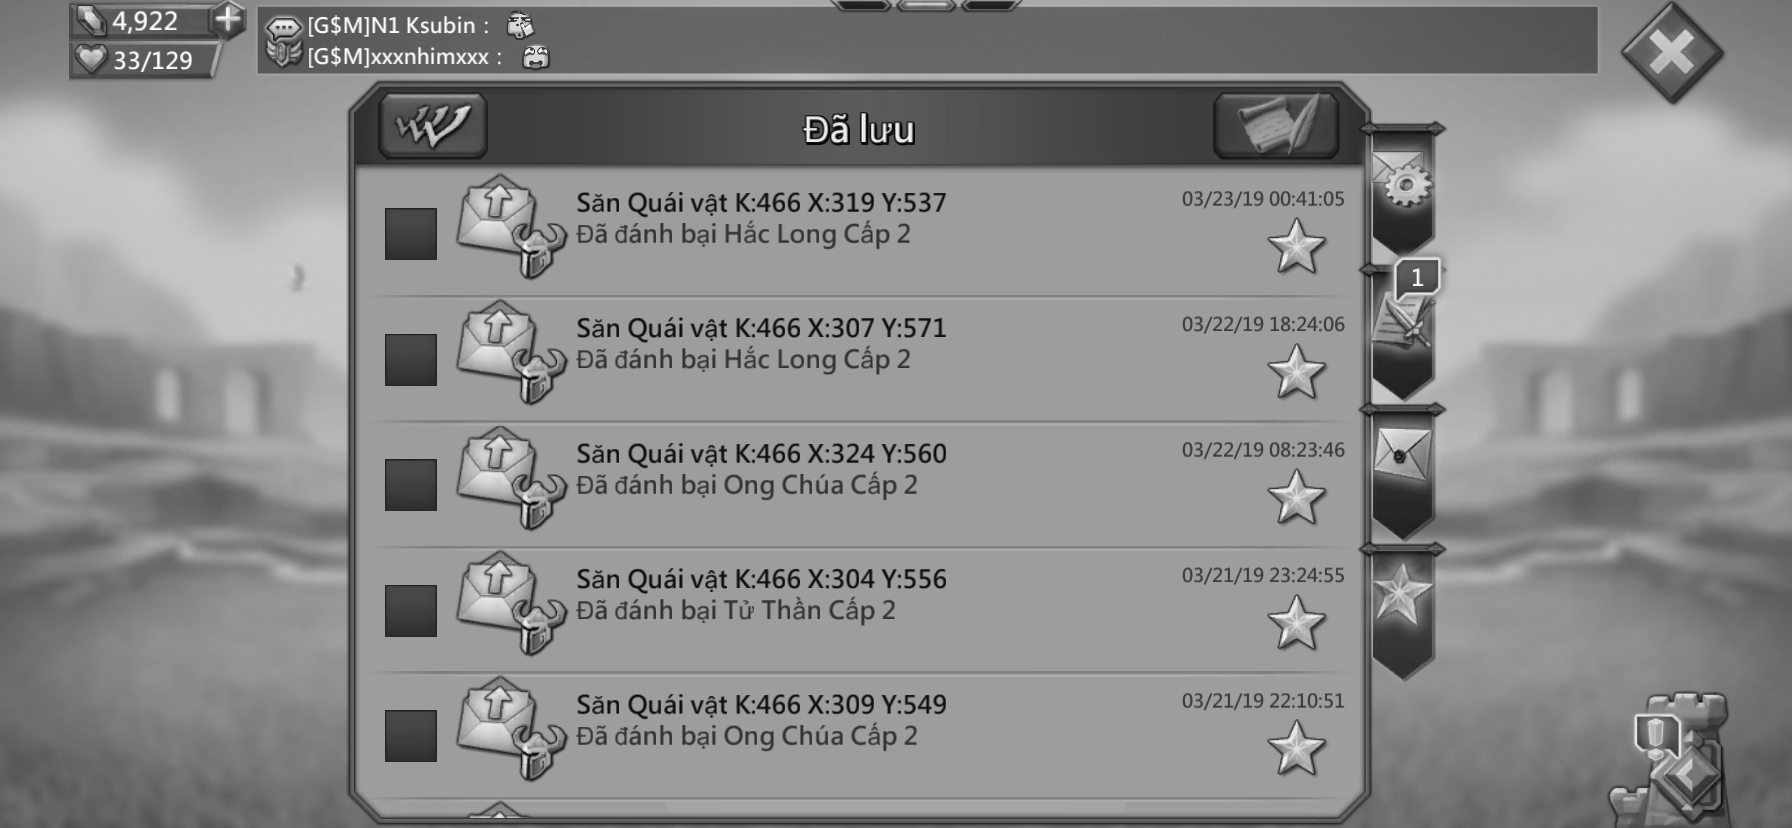 4,922
33/129
[G$M]N1 Ksubin :
[G$M]xxxnhimxxx :
Đã lưu
Săn Quái vật K:466 X:319 Y:537
03/23/19 00:41:05
Đã đánh bại Hắc Long Cấp 2
1
Săn Quái vật K:466 X:307 Y:571
03/22/19 18:24:06
Đã đánh bại Hắc Long Cấp 2
Săn Quái vật K:466 X:324 Y:560
03/22/19 08:23:46
Đã đánh bại Ong Chúa Cấp 2
Săn Quái vật K:466 X:304 Y:556
03/21/19 23:24:55
Đã đánh bại Tử Thần Cấp 2
Săn Quái vật K:466 X:309 Y:549
03/21/19 22:10:51
Đã đánh bại Ong Chúa Cấp 2